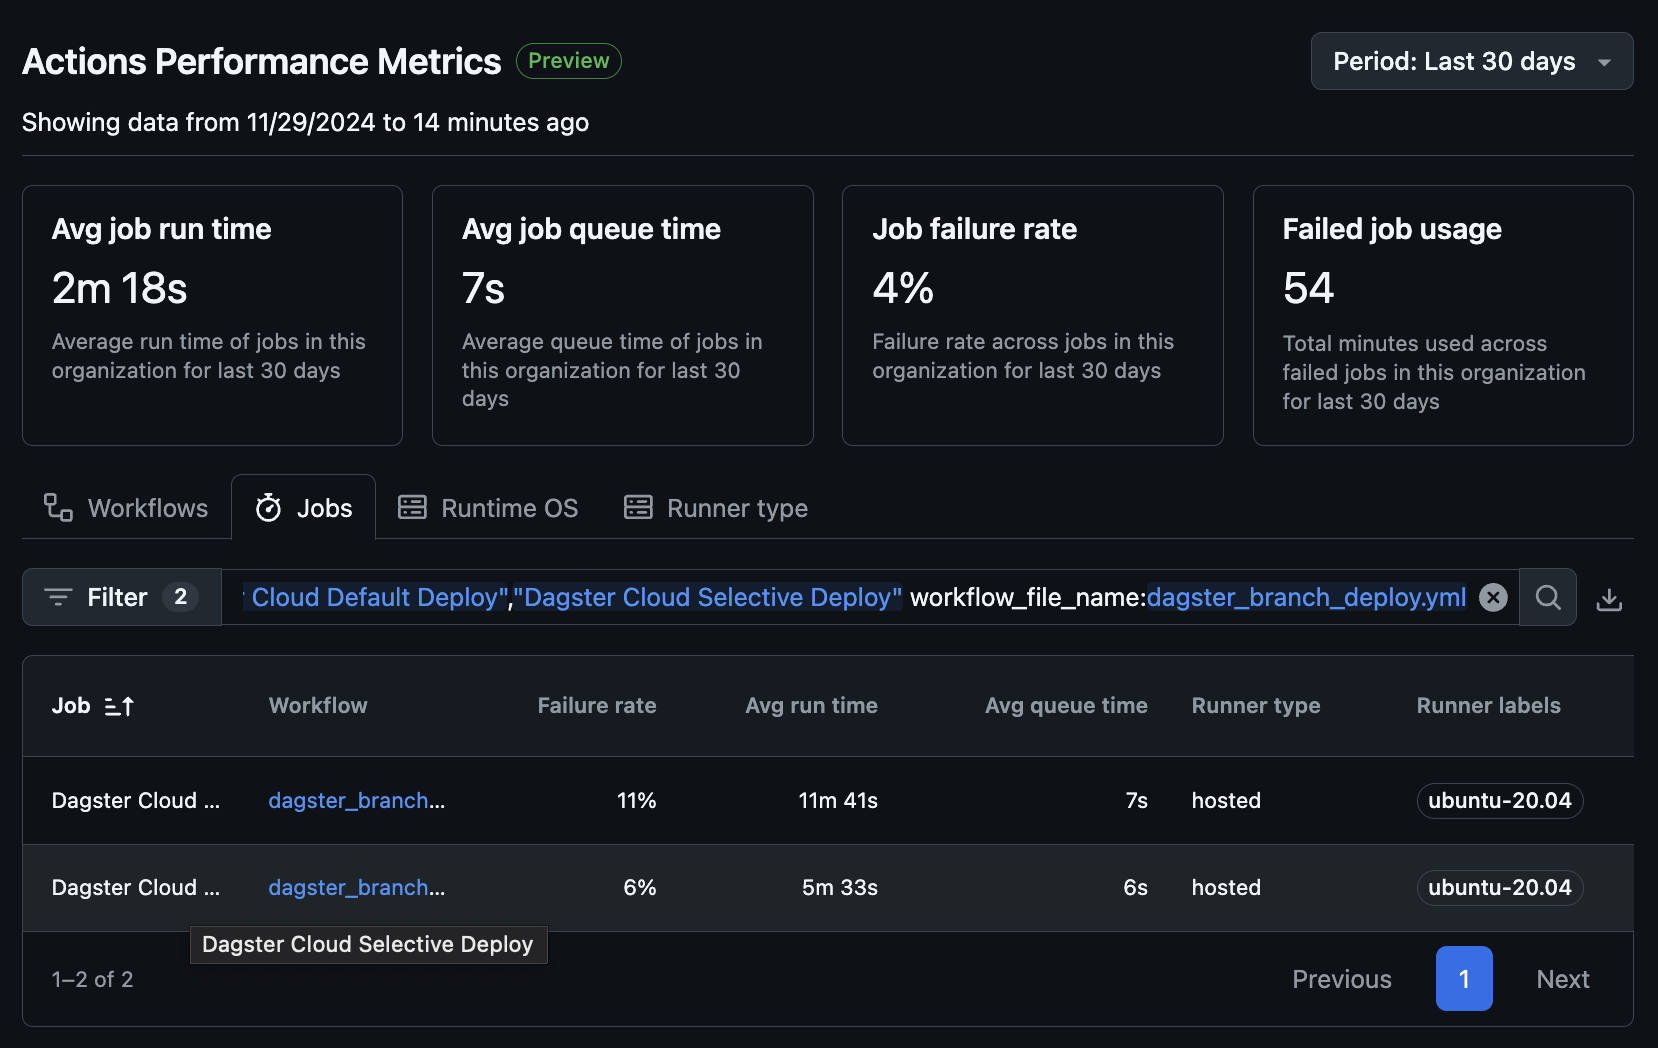 Actions Performance Metrics Preview
Period: Last 30 days
Showing data from 11/29/2024 to 14 minutes ago
Avg job run time
2m 18s
Average run time of jobs in this
organization for last 30 days
Avg job queue time
7s
Average queue time of jobs in
this organization for last 30
days
Job failure rate
4%
Failure rate across jobs in this
organization for last 30 days
Failed job usage
54
Total minutes used across
failed jobs in this organization
for last 30 days
Workflows Jobs Runtime OS Runner type
Filter 2 Cloud Default Deploy","Dagster Cloud Selective Deploy" workflow_file_name:dagster_branch_deploy.yml
Job Workflow Failure rate Avg run time Avg queue time Runner type Runner labels
Dagster Cloud ... dagster_branch... 11% 11m 41s 7s hosted ubuntu-20.04
Dagster Cloud ... dagster_branch... 6% 5m 33s 6s hosted ubuntu-20.04
Dagster Cloud Selective Deploy
1–2 of 2 Previous 1 Next